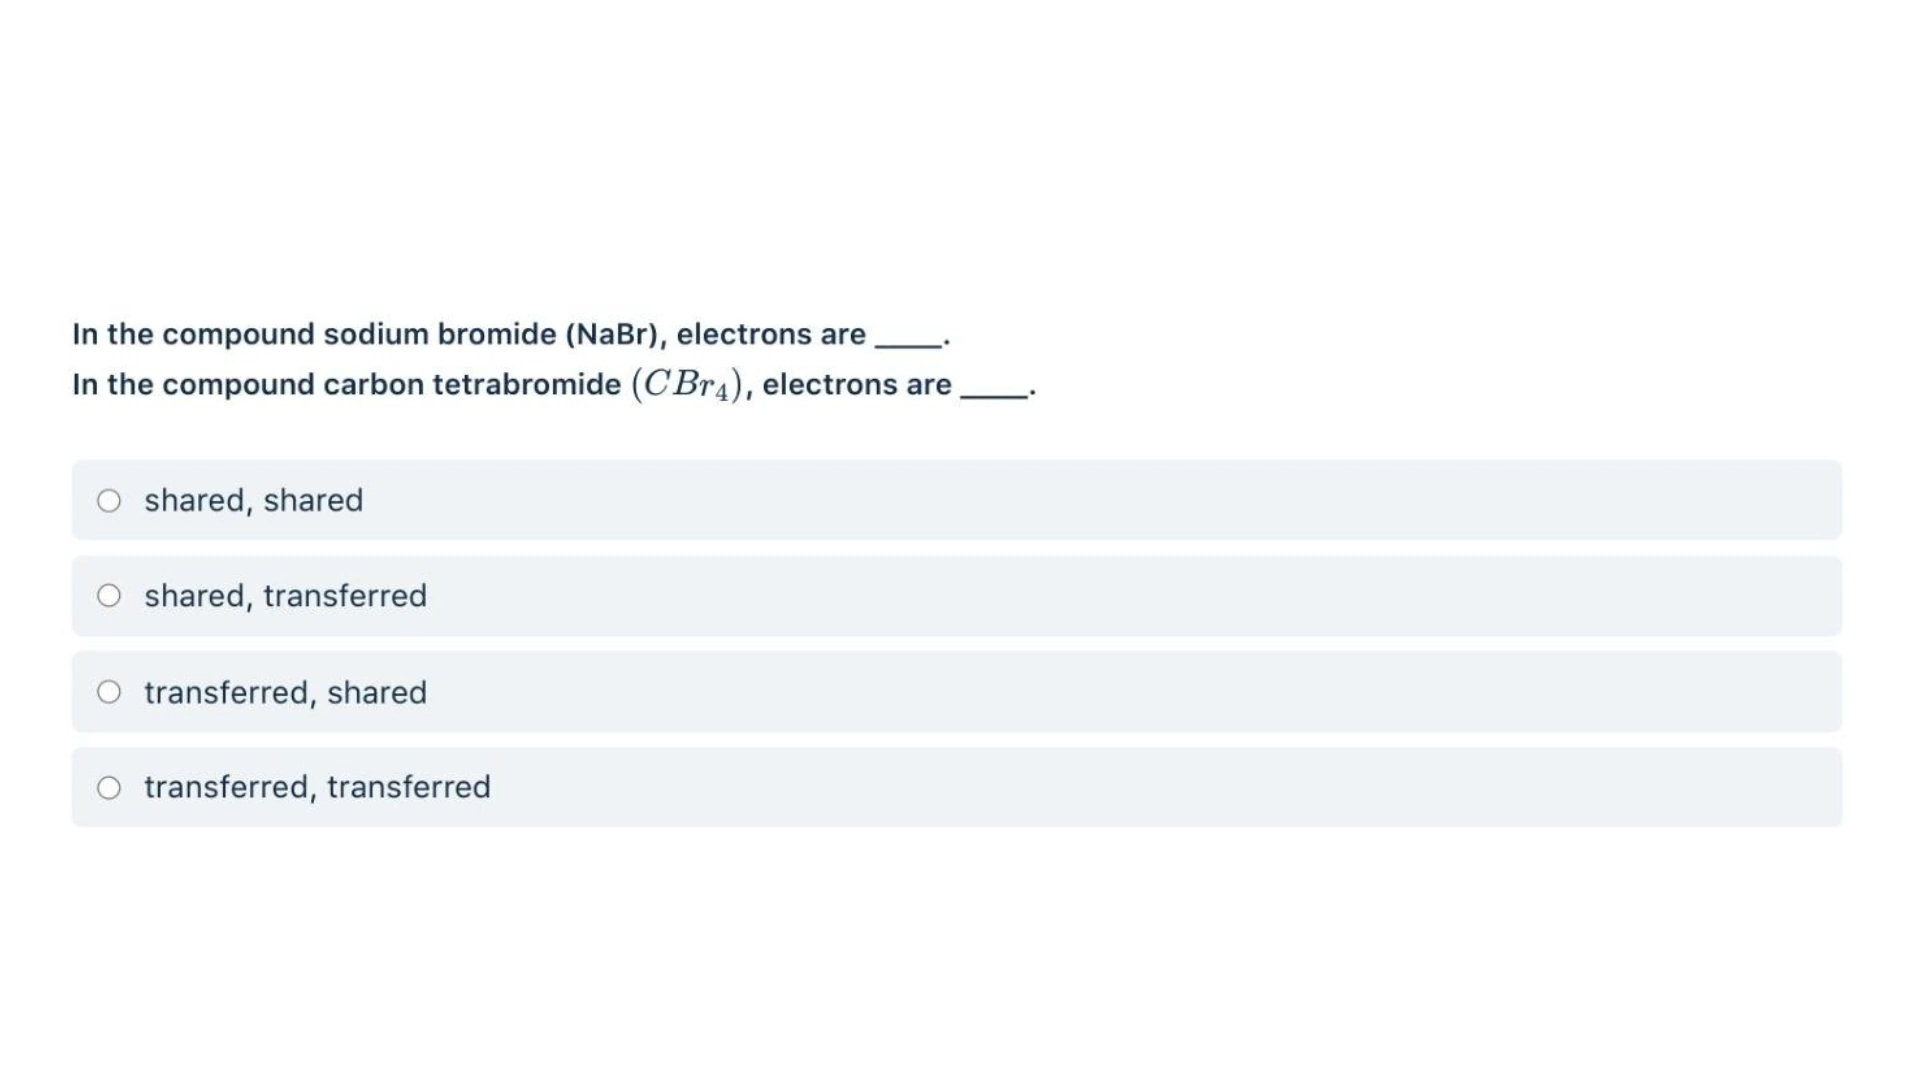 In the compound sodium bromide (NaBr), electrons are ____.
In the compound carbon tetrabromide (CBr₄), electrons are ____.
shared, shared
shared, transferred
transferred, shared
transferred, transferred